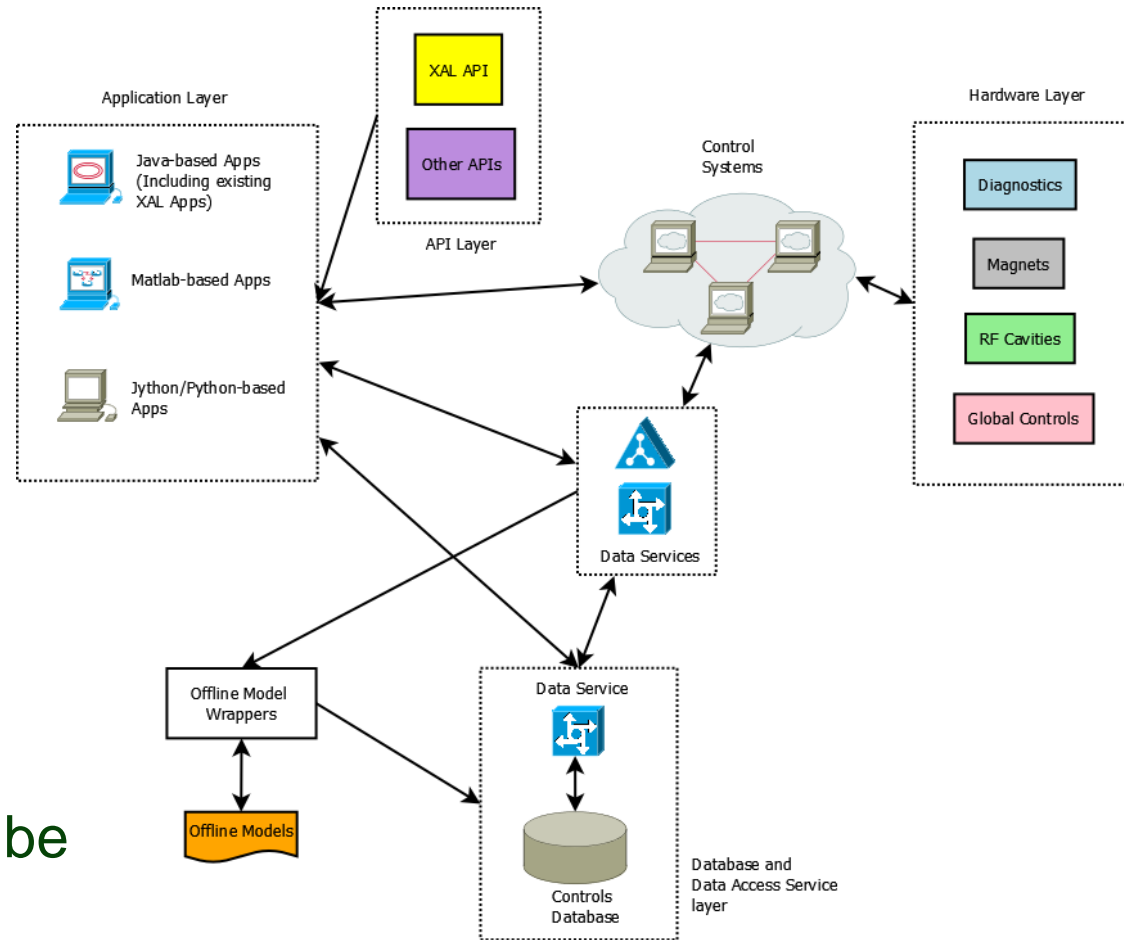 Application Layer
Java-based Apps
(Including existing
XAL Apps)
Matlab-based Apps
Jython/Python-based
Apps
XAL API
Other APIs
API Layer
Control
Systems
Hardware Layer
Diagnostics
Magnets
RF Cavities
Global Controls
Data Services
Offline Model
Wrappers
Offline Models
Data Service
Controls
Database
Database and
Data Access Service
layer
be